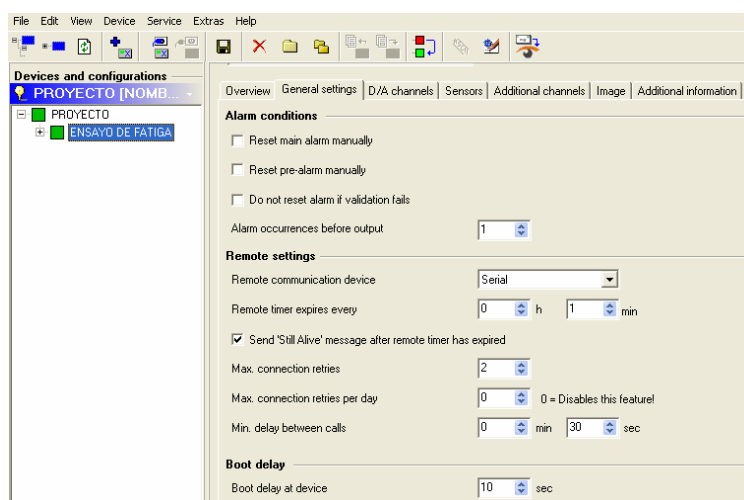 File Edit View Device Service Extras Help
Devices and configurations
PROYECTO [NOMB...
PROYECTO
ENSAYO DE FATIGA
Overview General settings D/A channels Sensors Additional channels Image Additional information
Alarm conditions
Reset main alarm manually
Reset pre-alarm manually
Do not reset alarm if validation fails
Alarm occurrences before output 1
Remote settings
Remote communication device Serial
Remote timer expires every 0 h 1 min
Send 'Still Alive' message after remote timer has expired
Max. connection retries 2
Max. connection retries per day 0 0 = Disables this feature!
Min. delay between calls 0 min 30 sec
Boot delay
Boot delay at device 10 sec